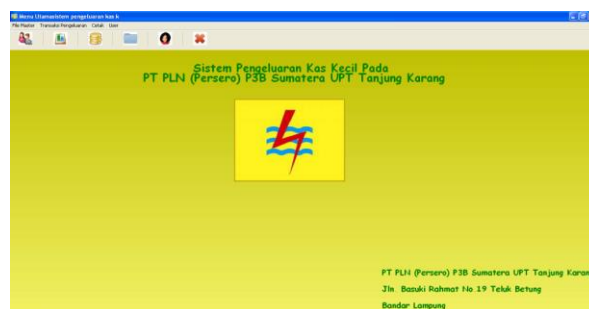 Menu Utamasistem pengeluaran kas k
File Master Transaksi Pengeluaran Cetak User
Sistem Pengeluaran Kas Kecil Pada
PT PLN (Persero) P3B Sumatera UPT Tanjung Karang
PT PLN (Persero) P3B Sumatera UPT Tanjung Karan
Jln Basuki Rahmat No 19 Teluk Betung
Bandar Lampung